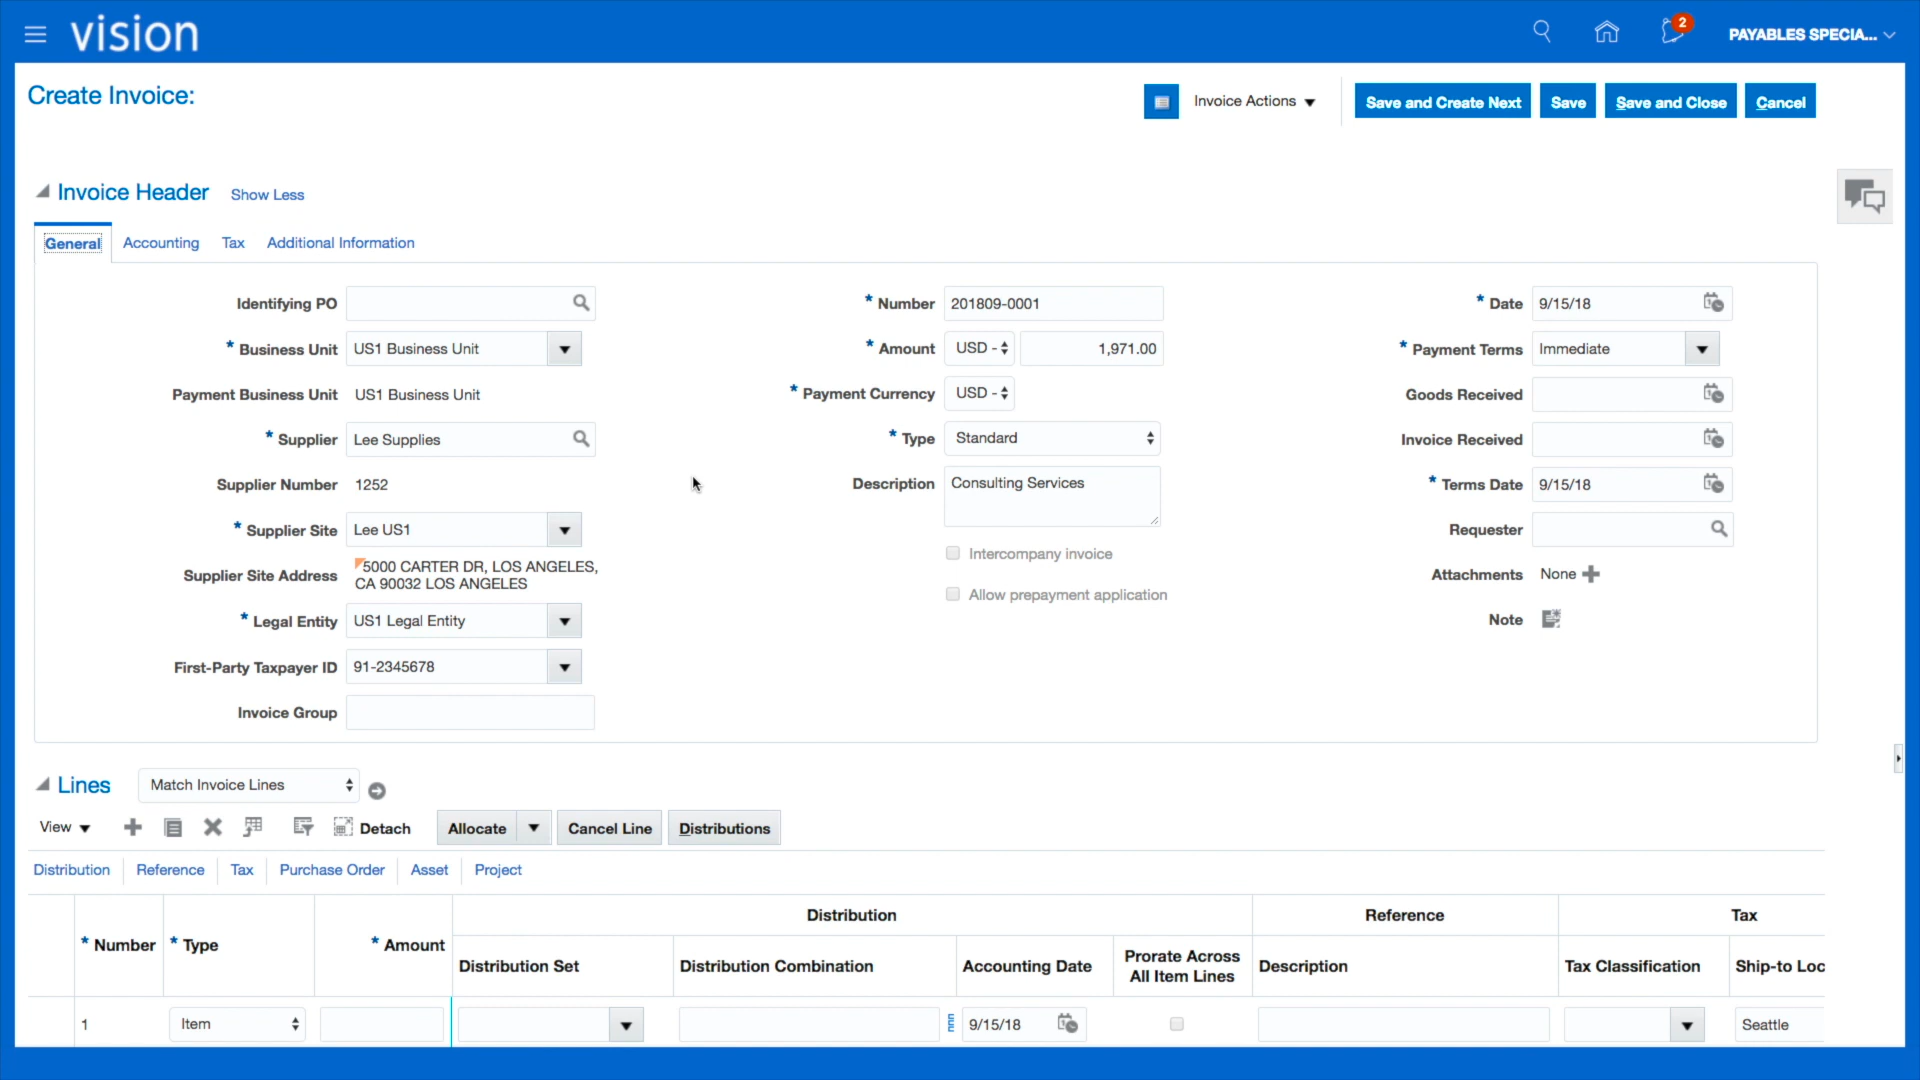 vision
2
PAYABLES SPECIA...
Create Invoice:
Invoice Actions
Save and Create Next
Save
Save and Close
Cancel
Invoice Header
Show Less
General
Accounting
Tax
Additional Information
Identifying PO
* Business Unit
US1 Business Unit
Payment Business Unit
US1 Business Unit
* Supplier
Lee Supplies
Supplier Number
1252
* Supplier Site
Lee US1
Supplier Site Address
5000 CARTER DR, LOS ANGELES,
CA 90032 LOS ANGELES
* Legal Entity
US1 Legal Entity
First-Party Taxpayer ID
91-2345678
Invoice Group
* Number
201809-0001
* Amount
USD -
1,971.00
* Payment Currency
USD -
* Type
Standard
Description
Consulting Services
Intercompany invoice
Allow prepayment application
* Date
9/15/18
* Payment Terms
Immediate
Goods Received
Invoice Received
* Terms Date
9/15/18
Requester
Attachments
None
Note
Lines
Match Invoice Lines
View
Detach
Allocate
Cancel Line
Distributions
Distribution
Reference
Tax
Purchase Order
Asset
Project
* Number
* Type
* Amount
Distribution
Reference
Tax
Distribution Set
Distribution Combination
Accounting Date
Prorate Across
All Item Lines
Description
Tax Classification
Ship-to Loc
1
Item
9/15/18
Seattle